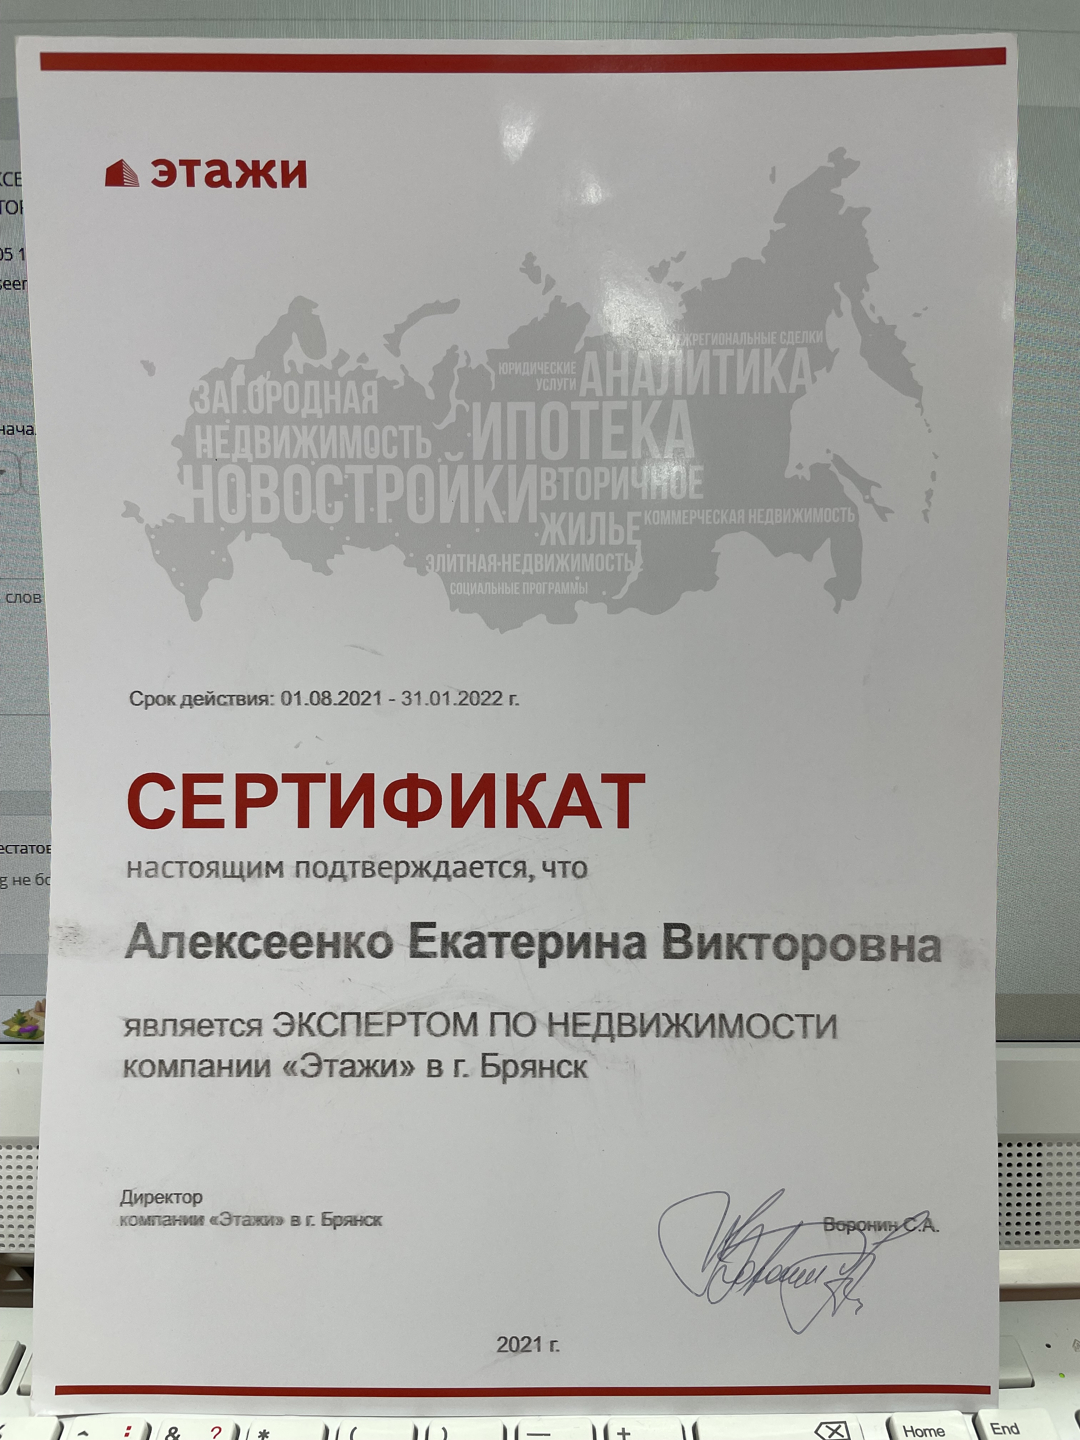 этажи
МЕЖРЕГИОНАЛЬНЫЕ СДЕЛКИ
ЮРИДИЧЕСКИЕ
УСЛУГИ
АНАЛИТИКА
ЗАГОРОДНАЯ
НЕДВИЖИМОСТЬ
ИПОТЕКА
НОВОСТРОЙКИ
ВТОРИЧНОЕ
ЖИЛЬЕ
КОММЕРЧЕСКАЯ НЕДВИЖИМОСТЬ
ЭЛИТНАЯ НЕДВИЖИМОСТЬ
СОЦИАЛЬНЫЕ ПРОГРАММЫ
Срок действия: 01.08.2021 - 31.01.2022 г.
СЕРТИФИКАТ
настоящим подтверждается, что
Алексеенко Екатерина Викторовна
является ЭКСПЕРТОМ ПО НЕДВИЖИМОСТИ
компании «Этажи» в г. Брянск
Директор
компании «Этажи» в г. Брянск
Воронин С.А.
2021 г.
слов
Home
End